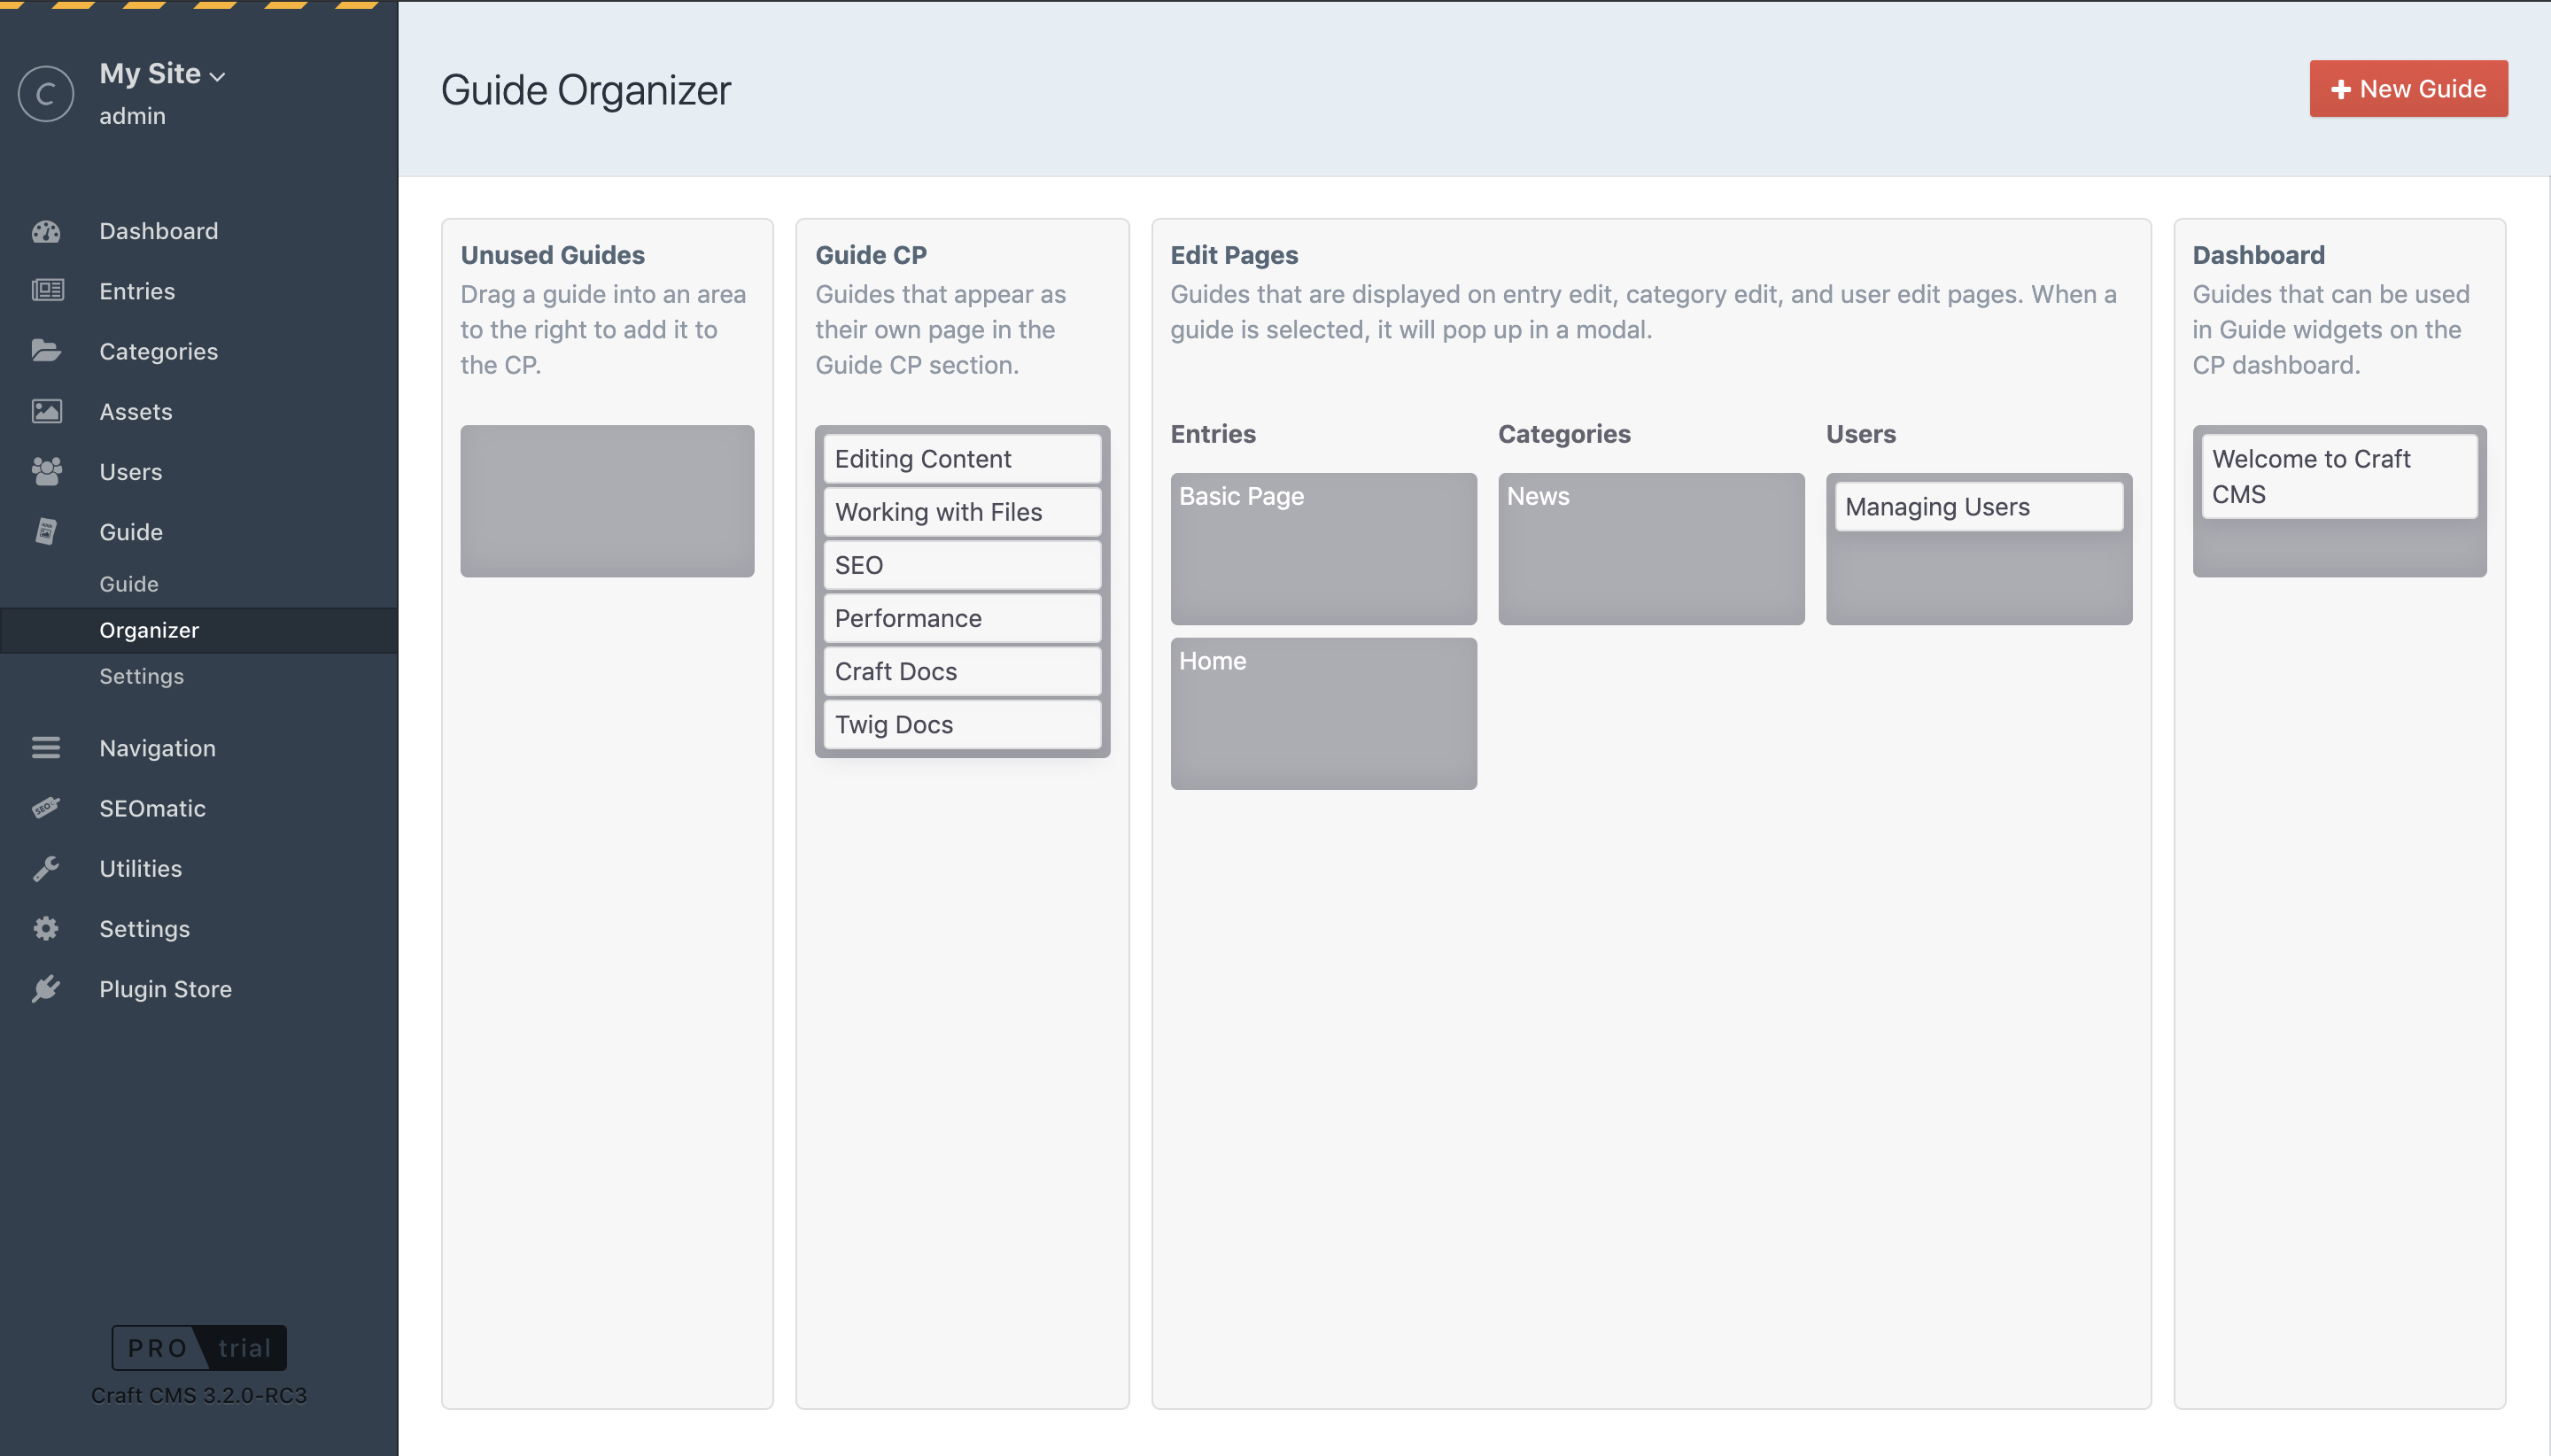 My Site
admin
Dashboard
Entries
Categories
Assets
Users
Guide
Guide
Organizer
Settings
Navigation
SEO
SEOmatic
Utilities
Settings
Plugin Store
PRO trial
Craft CMS 3.2.0-RC3
Guide Organizer
New Guide
Unused Guides
Drag a guide into an area
to the right to add it to
the CP.
Guide CP
Guides that appear as
their own page in the
Guide CP section.
Editing Content
Working with Files
SEO
Performance
Craft Docs
Twig Docs
Edit Pages
Guides that are displayed on entry edit, category edit, and user edit pages. When a
guide is selected, it will pop up in a modal.
Entries
Basic Page
Home
Categories
News
Users
Managing Users
Dashboard
Guides that can be used
in Guide widgets on the
CP dashboard.
Welcome to Craft
CMS